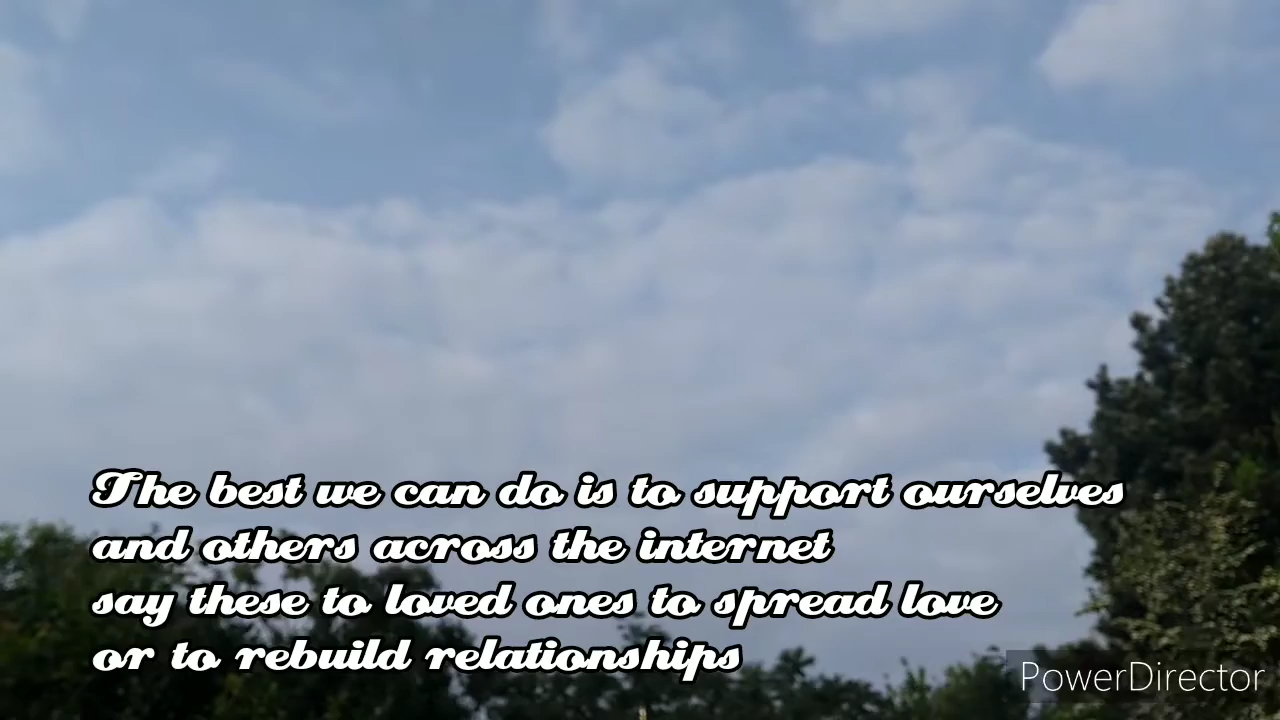 The best we can do is to support ourselves
and others across the internet
say these to loved ones to spread love
or to rebuild relationships
PowerDirector